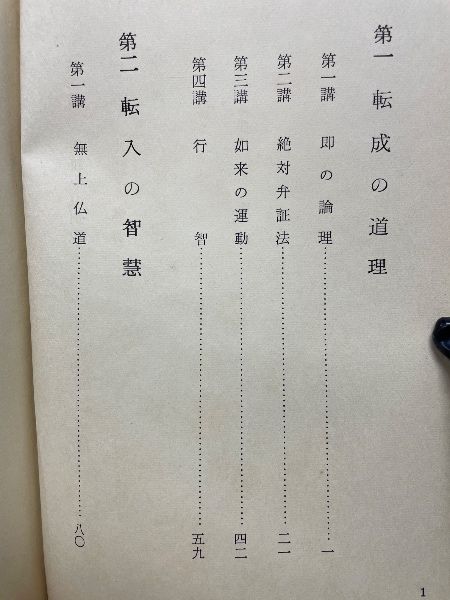 第一 転成の道理
第一講 即の論理……………………一
第二講 絶対弁証法……………………二一
第三講 如来の運動……………………四二
第四講 行智……………………五九
第二 転入の智慧
第一講 無上仏道……………………八〇
1